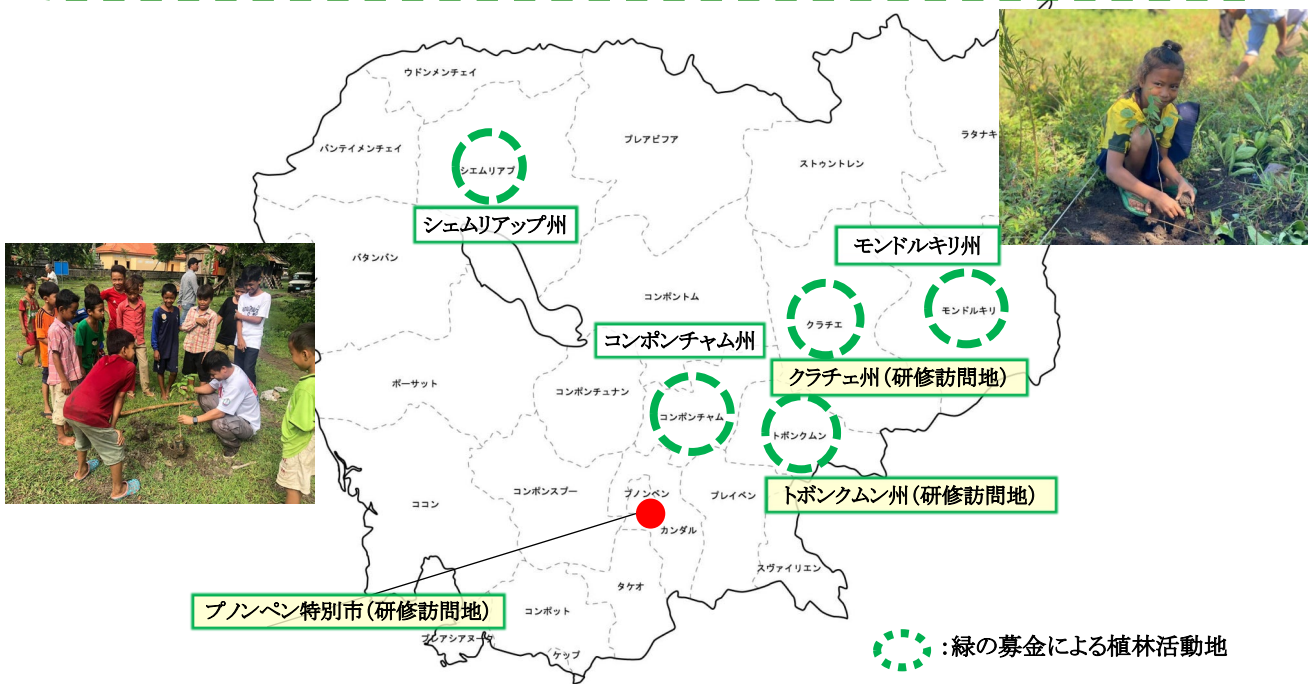 ウドンメンチェイ
プレアビフア
バンテイメンチェイ
シエムリアプ
ストゥントレン
ラタナキ
シェムリアップ州
モンドルキリ州
バタンバン
コンポントム
クラチエ
モンドルキリ
コンポンチャム州
クラチェ州(研修訪問地)
ポーサット
コンポンチュナン
コンポンチャム
トボンクムン
トボンクムン州(研修訪問地)
ココン
コンポンスプー
プノンペン
プレイベン
カンダル
スヴァイリエン
タケオ
プノンペン特別市(研修訪問地)
コンポット
プレアシアヌーク
ケップ
:緑の募金による植林活動地